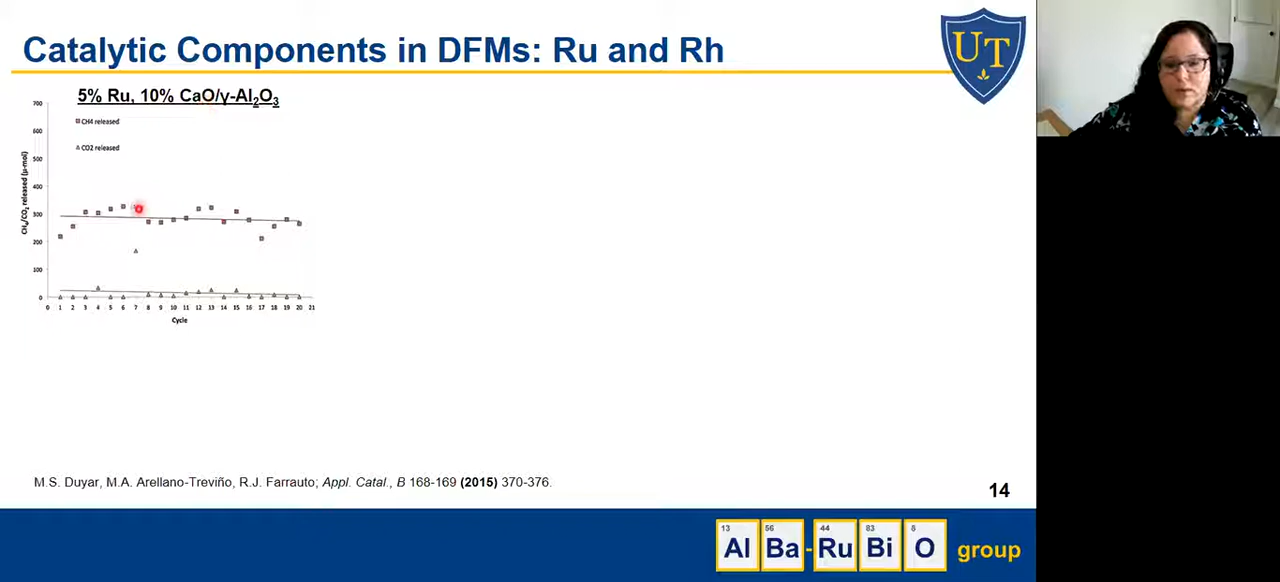 Catalytic Components in DFMs: Ru and Rh
UT
5% Ru, 10% CaO/γ-Al2O3
700
600
500
400
300
200
100
0
CH4/CO2 released (μ-mol)
CH4 released
CO2 released
0 1 2 3 4 5 6 7 8 9 10 11 12 13 14 15 16 17 18 19 20 21
Cycle
M.S. Duyar, M.A. Arellano-Treviño, R.J. Farrauto; Appl. Catal., B 168-169 (2015) 370-376.
14
13 56 44 83 8
Al Ba-Ru Bi O group